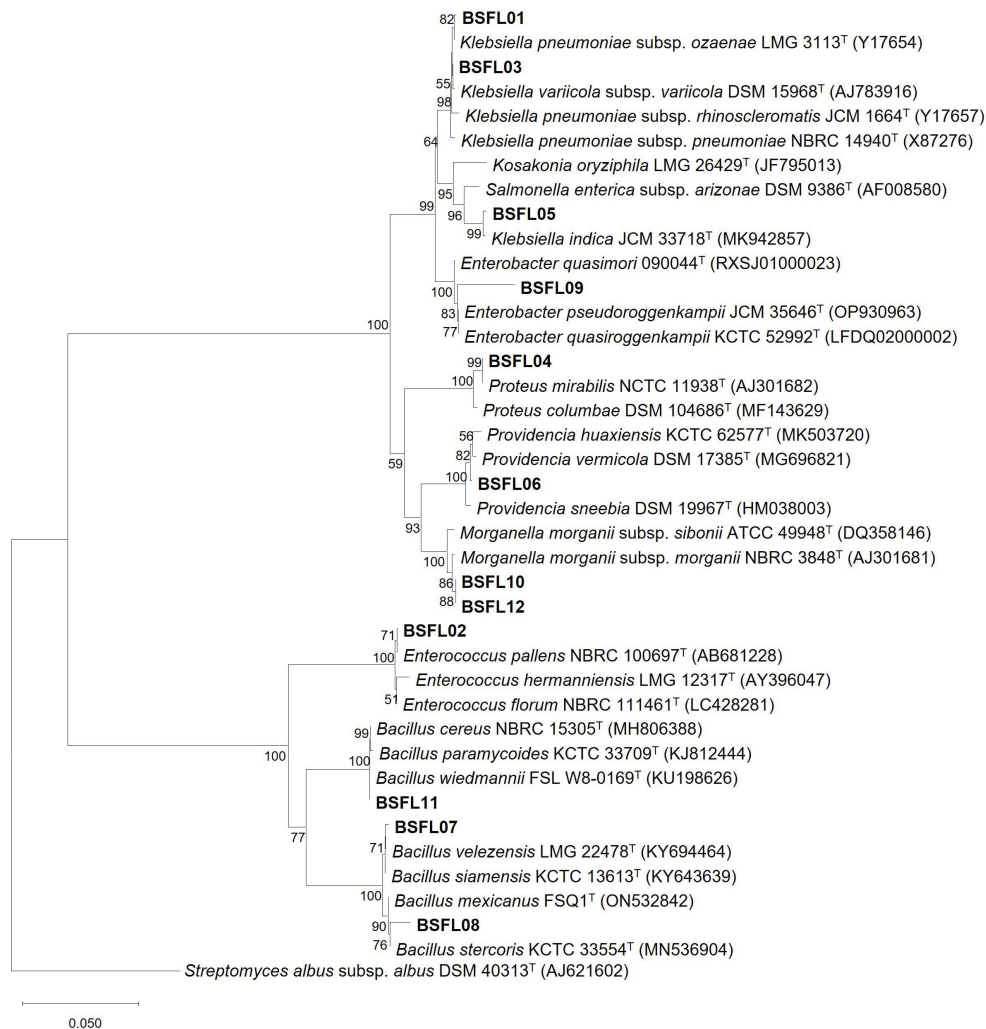 82 BSFL01
Klebsiella pneumoniae subsp. ozaenae LMG 3113ᵀ (Y17654)
BSFL03
55 Klebsiella variicola subsp. variicola DSM 15968ᵀ (AJ783916)
98 Klebsiella pneumoniae subsp. rhinoscleromatis JCM 1664ᵀ (Y17657)
64 Klebsiella pneumoniae subsp. pneumoniae NBRC 14940ᵀ (X87276)
Kosakonia oryziphila LMG 26429ᵀ (JF795013)
95 Salmonella enterica subsp. arizonae DSM 9386ᵀ (AF008580)
99 96 BSFL05
99 Klebsiella indica JCM 33718ᵀ (MK942857)
Enterobacter quasimori 090044ᵀ (RXSJ01000023)
100 BSFL09
83 Enterobacter pseudoroggenkampii JCM 35646ᵀ (OP930963)
100 77 Enterobacter quasiroggenkampii KCTC 52992ᵀ (LFDQ02000002)
99 BSFL04
100 Proteus mirabilis NCTC 11938ᵀ (AJ301682)
Proteus columbae DSM 104686ᵀ (MF143629)
56 Providencia huaxiensis KCTC 62577ᵀ (MK503720)
59 82 Providencia vermicola DSM 17385ᵀ (MG696821)
100 BSFL06
Providencia sneebia DSM 19967ᵀ (HM038003)
93 Morganella morganii subsp. sibonii ATCC 49948ᵀ (DQ358146)
100 Morganella morganii subsp. morganii NBRC 3848ᵀ (AJ301681)
86 BSFL10
88 BSFL12
71 BSFL02
100 Enterococcus pallens NBRC 100697ᵀ (AB681228)
Enterococcus hermanniensis LMG 12317ᵀ (AY396047)
51 Enterococcus florum NBRC 111461ᵀ (LC428281)
99 Bacillus cereus NBRC 15305ᵀ (MH806388)
100 100 Bacillus paramycoides KCTC 33709ᵀ (KJ812444)
Bacillus wiedmannii FSL W8-0169ᵀ (KU198626)
BSFL11
77 BSFL07
71 Bacillus velezensis LMG 22478ᵀ (KY694464)
Bacillus siamensis KCTC 13613ᵀ (KY643639)
100 Bacillus mexicanus FSQ1ᵀ (ON532842)
90 BSFL08
76 Bacillus stercoris KCTC 33554ᵀ (MN536904)
Streptomyces albus subsp. albus DSM 40313ᵀ (AJ621602)
0.050